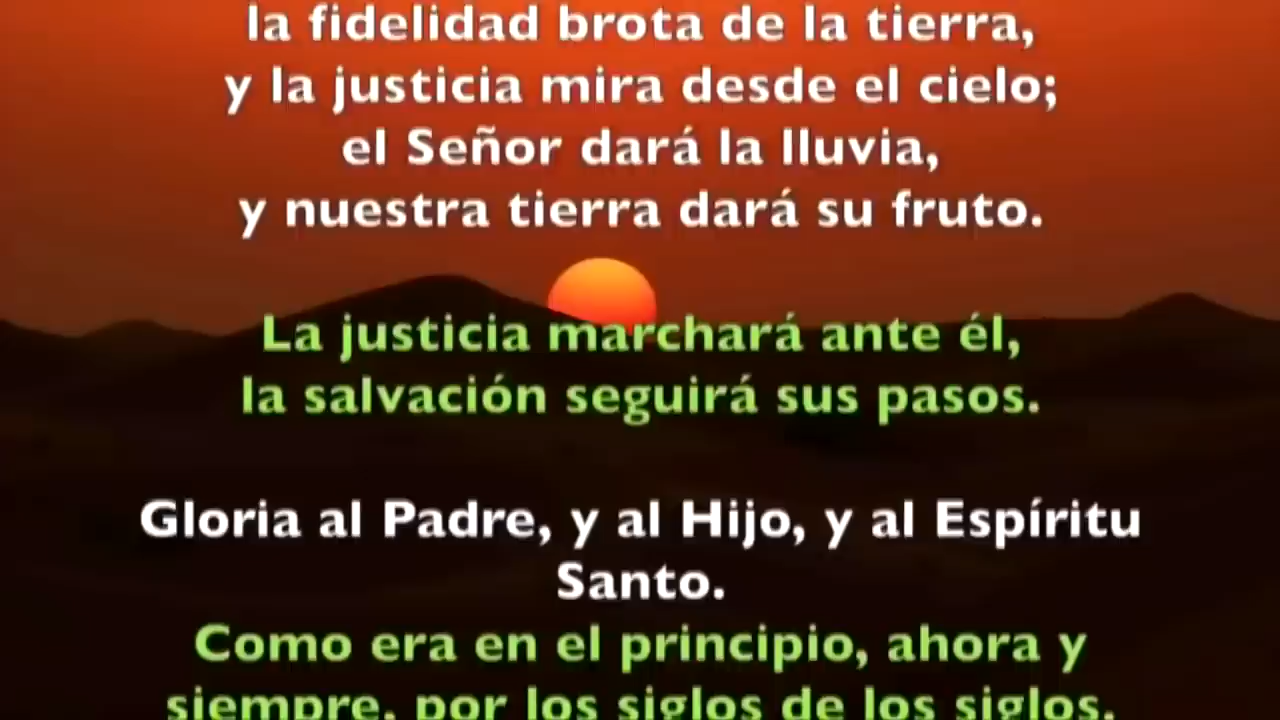 la fidelidad brota de la tierra,
y la justicia mira desde el cielo;
el Señor dará la lluvia,
y nuestra tierra dará su fruto.
La justicia marchará ante él,
la salvación seguirá sus pasos.
Gloria al Padre, y al Hijo, y al Espíritu
Santo.
Como era en el principio, ahora y
siempre, por los siglos de los siglos.